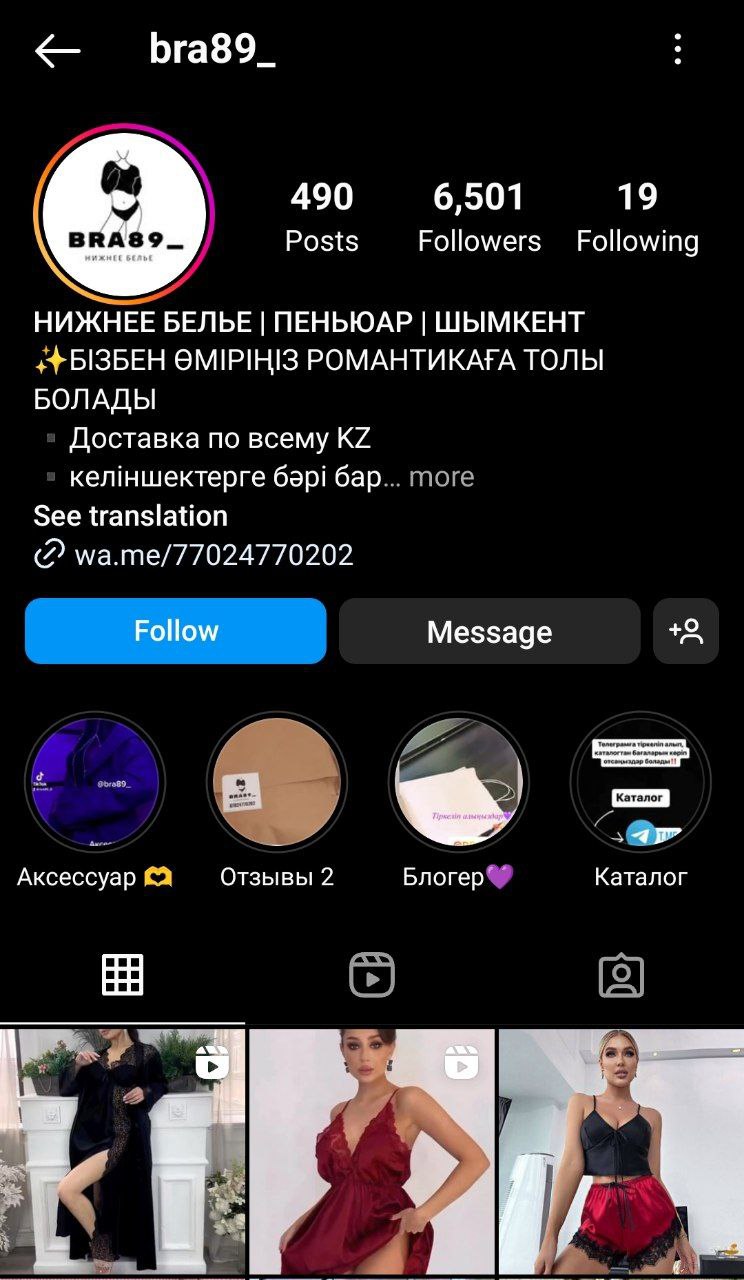 bra89_
BRA89_
НИЖНЕЕ БЕЛЬЕ
490
Posts
6,501
Followers
19
Following
НИЖНЕЕ БЕЛЬЕ | ПЕНЬЮАР | ШЫМКЕНТ
✨БІЗБЕН ӨМІРІҢІЗ РОМАНТИКАҒА ТОЛЫ
БОЛАДЫ
▪️ Доставка по всему KZ
▪️ келіншектерге бәрі бар... more
See translation
wa.me/77024770202
Follow
Message
@bra89_
BRA89_
Тіркеліп алыңыздар💜
Телеграмға тіркеліп алып,
каталогтан бағаларын көріп
отсаңыздар болады‼️
Каталог
Аксессуар 🫶
Отзывы 2
Блогер💜
Каталог